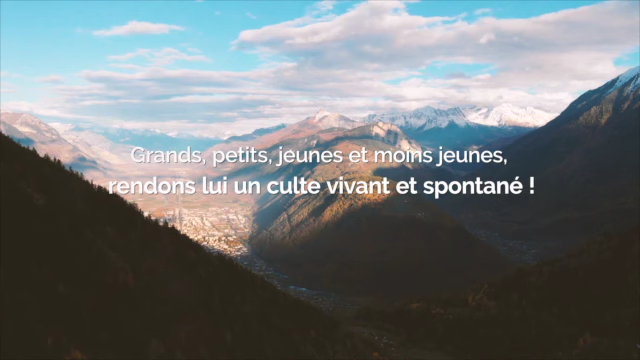 Grands, petits, jeunes et moins jeunes,
rendons lui un culte vivant et spontané !